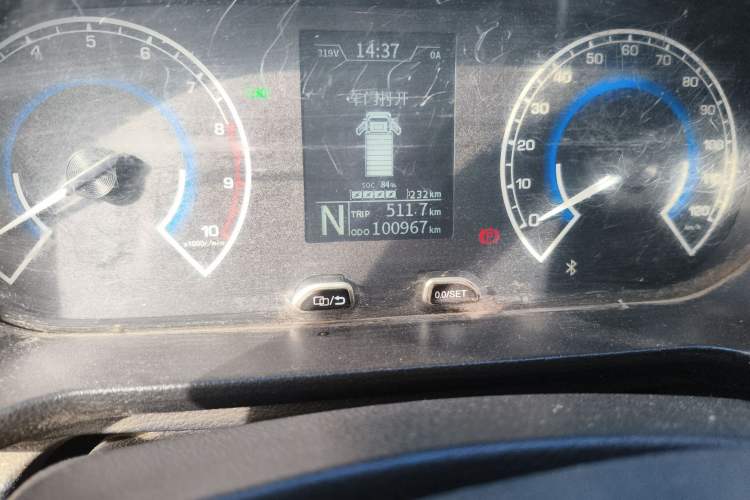 4 5 6 7 8 9 10
x1000r/min
319V 14:37 0A
车门打开
SOC 84%
232km
N TRIP 511.7 km
ODO 100967 km
0 10 20 30 40 50 60 70 80 90
km/h
P
0.0/SET